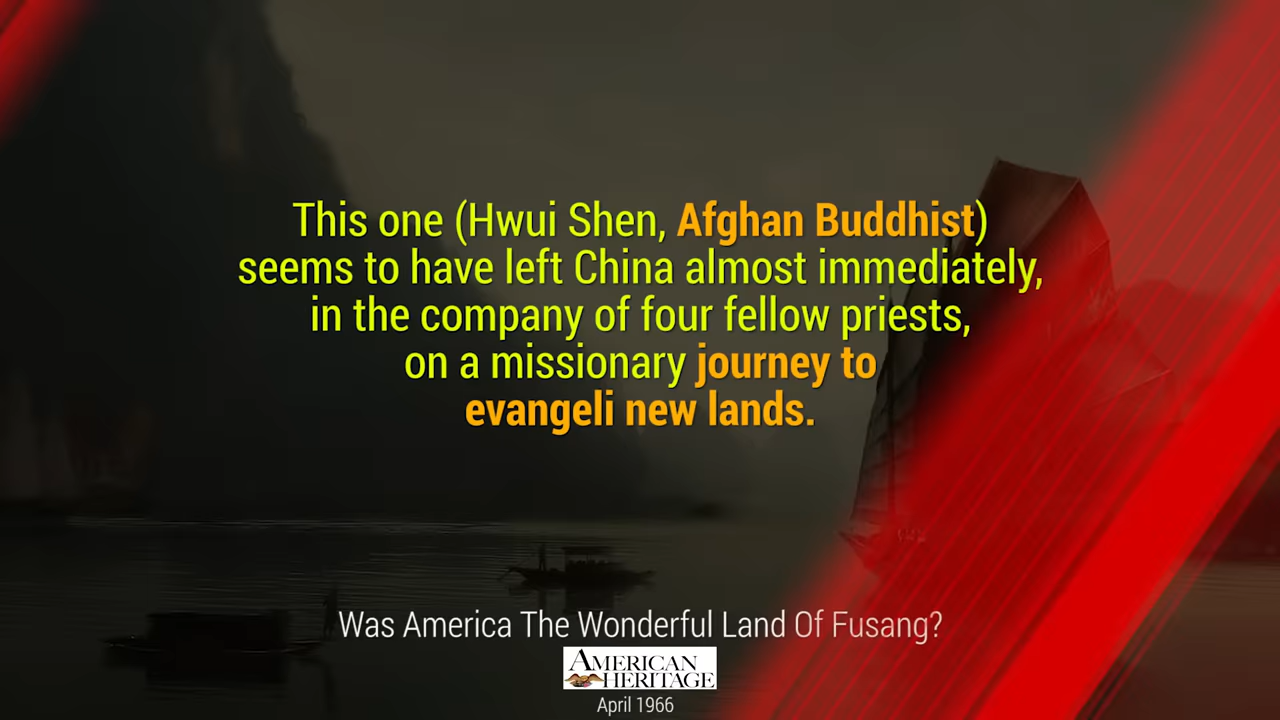 This one (Hwui Shen, Afghan Buddhist)
seems to have left China almost immediately,
in the company of four fellow priests,
on a missionary journey to
evangeli new lands.
Was America The Wonderful Land Of Fusang?
AMERICAN
HERITAGE
April 1966